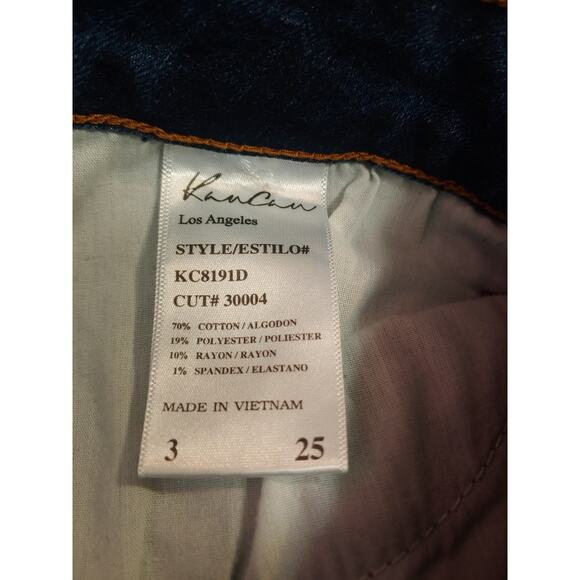 KanCan
Los Angeles
STYLE/ESTILO#
KC8191D
CUT# 30004
70% COTTON / ALGODON
19% POLYESTER / POLIESTER
10% RAYON / RAYON
1% SPANDEX / ELASTANO
MADE IN VIETNAM
3 25